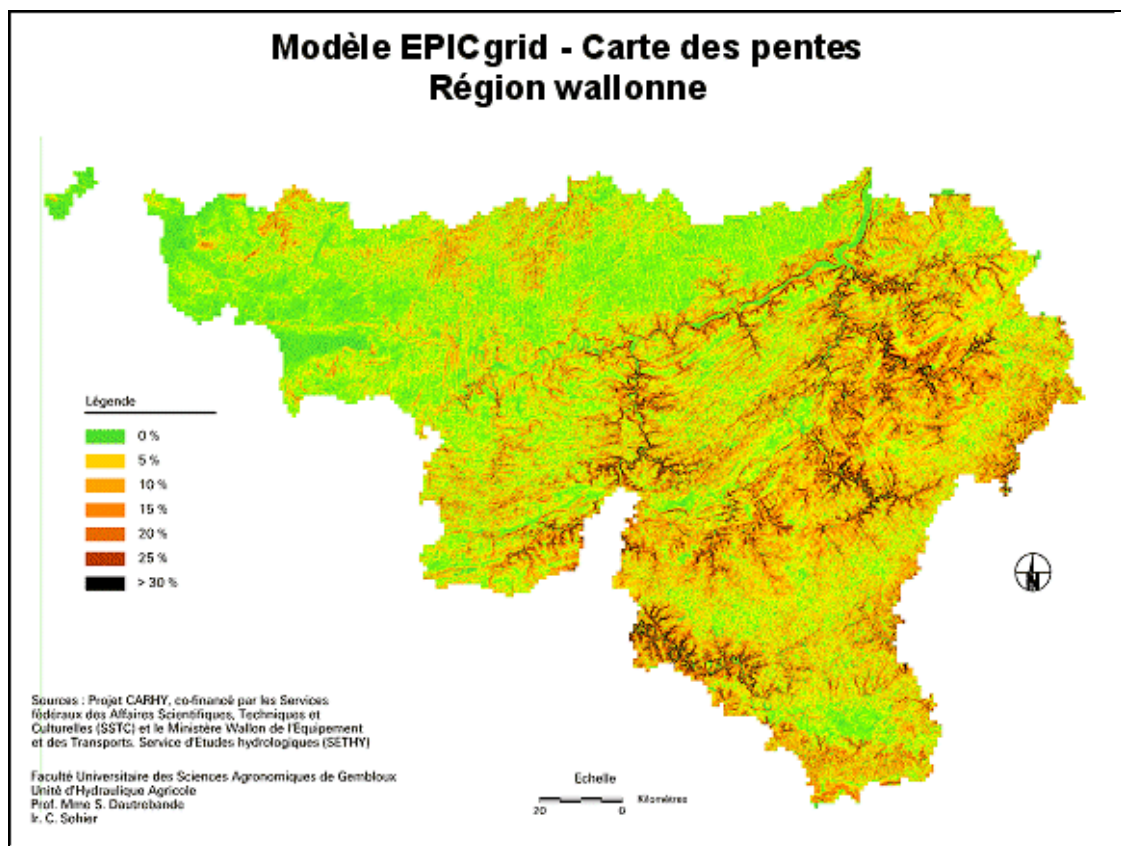 Modèle EPICgrid - Carte des pentes
Région wallonne
Légende
0 %
5 %
10 %
15 %
20 %
25 %
> 30 %
N
Sources : Projet CARHY, co-financé par les Services
fédéraux des Affaires Scientifiques, Techniques et
Culturelles (SSTC) et le Ministère Wallon de l'Equipement
et des Transports. Service d'Etudes hydrologiques (SETHY)
Faculté Universitaire des Sciences Agronomiques de Gembloux
Unité d'Hydraulique Agricole
Prof. Mme S. Dautrebande
Ir. C. Sohier
Echelle
20 0 Kilomètres